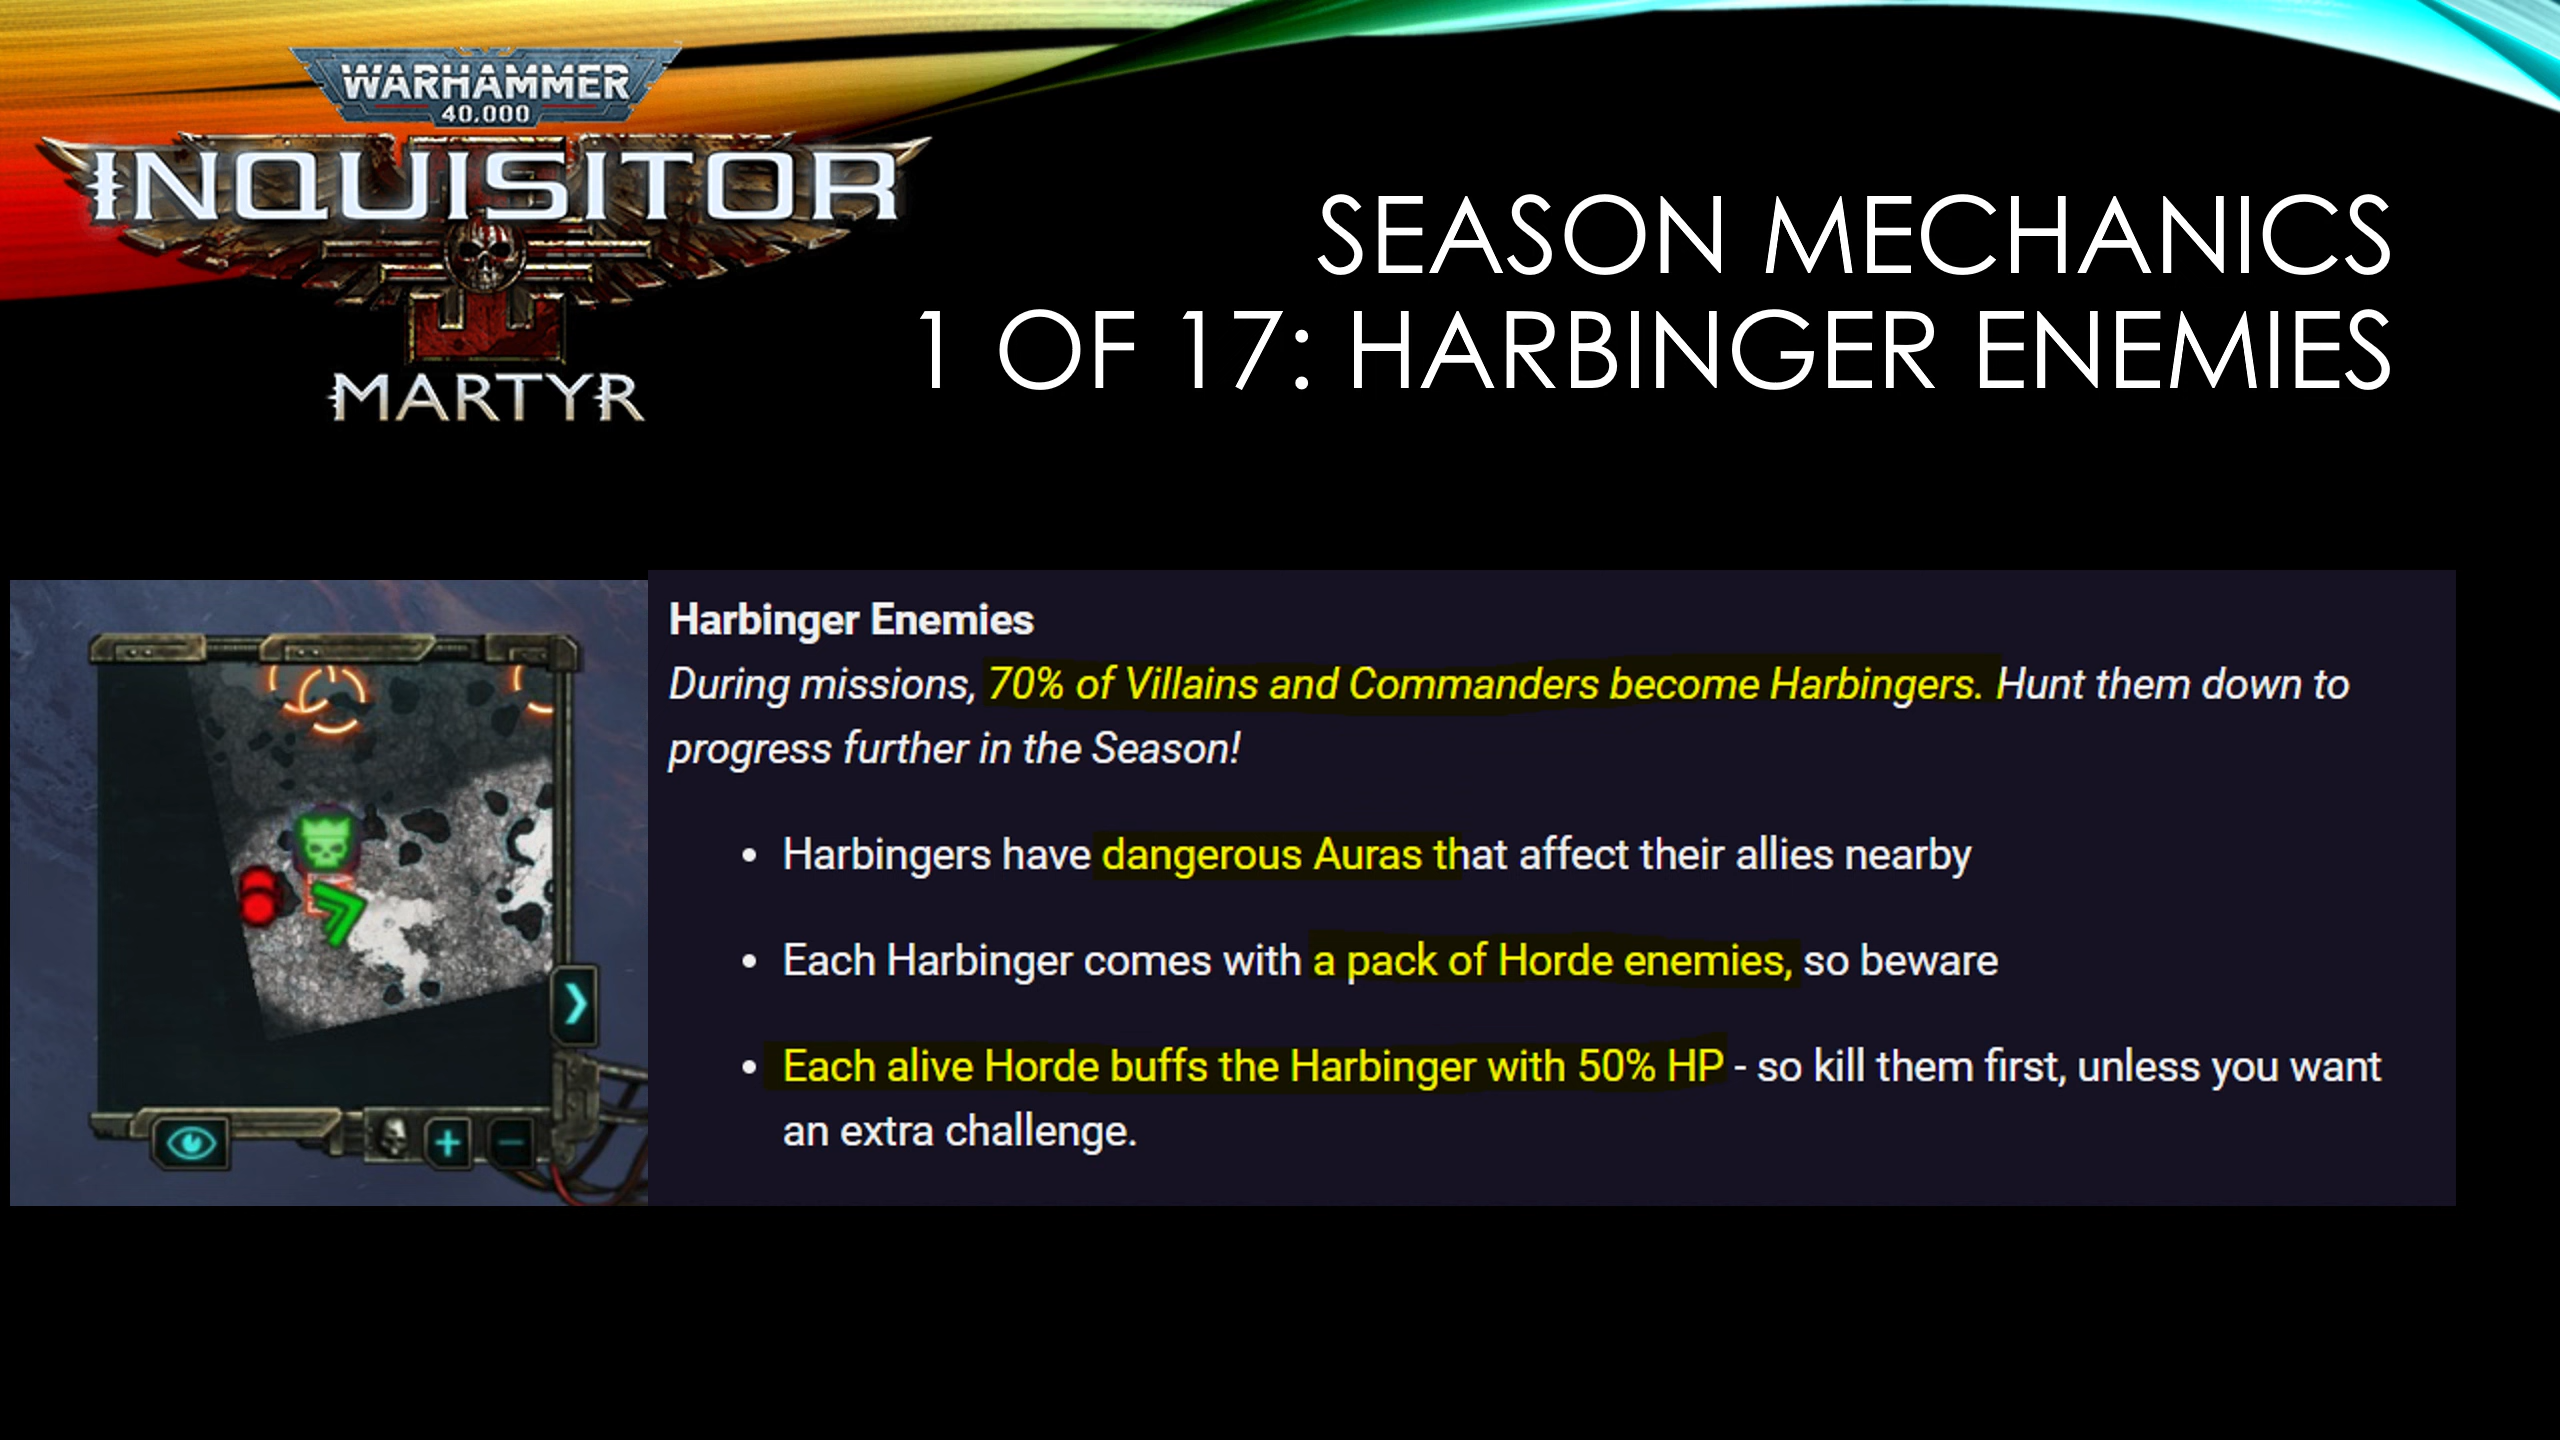 WARHAMMER
40,000
INQUISITOR
MARTYR
SEASON MECHANICS
1 OF 17: HARBINGER ENEMIES
Harbinger Enemies
During missions, 70% of Villains and Commanders become Harbingers. Hunt them down to
progress further in the Season!
• Harbingers have dangerous Auras that affect their allies nearby
• Each Harbinger comes with a pack of Horde enemies, so beware
• Each alive Horde buffs the Harbinger with 50% HP - so kill them first, unless you want
an extra challenge.